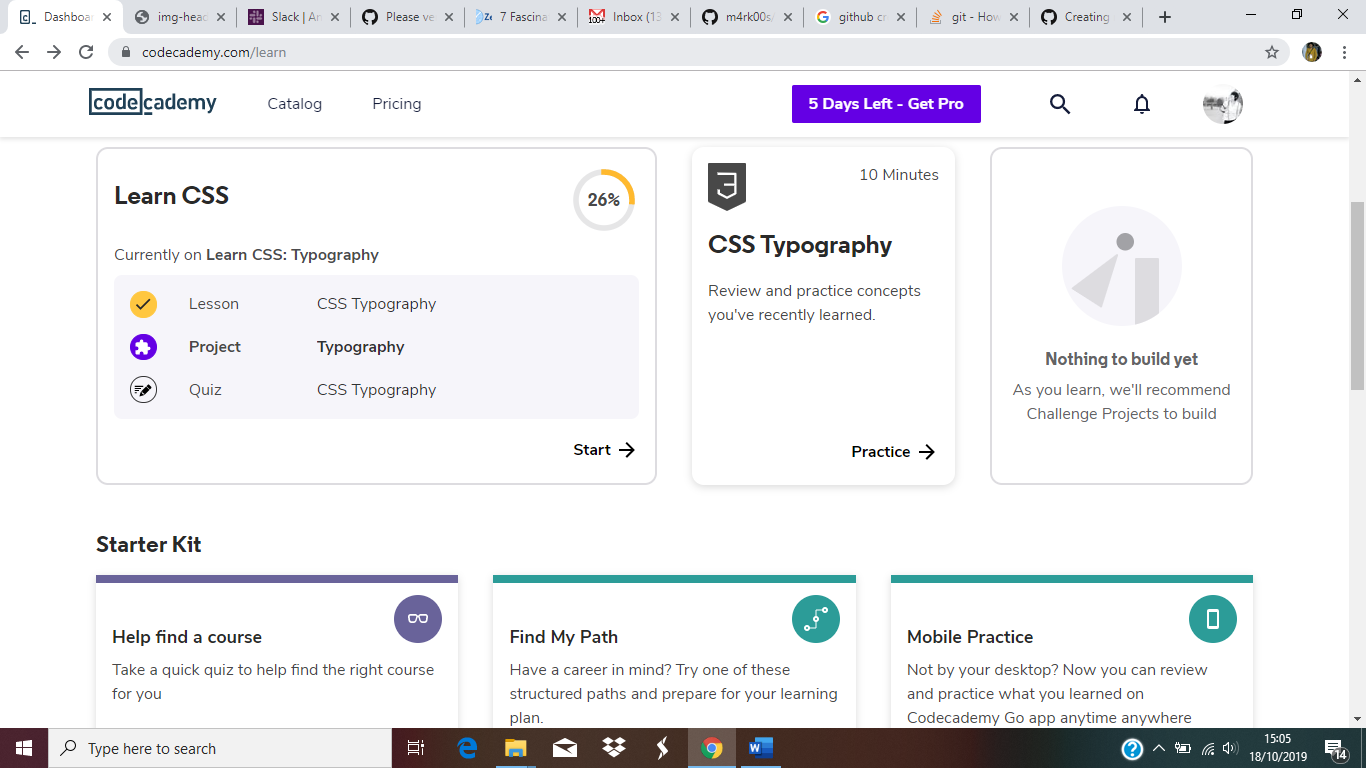 Dashboa
img-head
Slack | An
Please ve
7 Fascina
Inbox (13
m4rk00s/
github cr
git - How
Creating
codecademy.com/learn
codecademy
Catalog
Pricing
5 Days Left - Get Pro
Learn CSS
26%
Currently on Learn CSS: Typography
Lesson CSS Typography
Project Typography
Quiz CSS Typography
Start
10 Minutes
CSS Typography
Review and practice concepts
you've recently learned.
Practice
Nothing to build yet
As you learn, we'll recommend
Challenge Projects to build
Starter Kit
Help find a course
Take a quick quiz to help find the right course
for you
Find My Path
Have a career in mind? Try one of these
structured paths and prepare for your learning
plan.
Mobile Practice
Not by your desktop? Now you can review
and practice what you learned on
Codecademy Go app anytime anywhere
Type here to search
15:05
18/10/2019
14